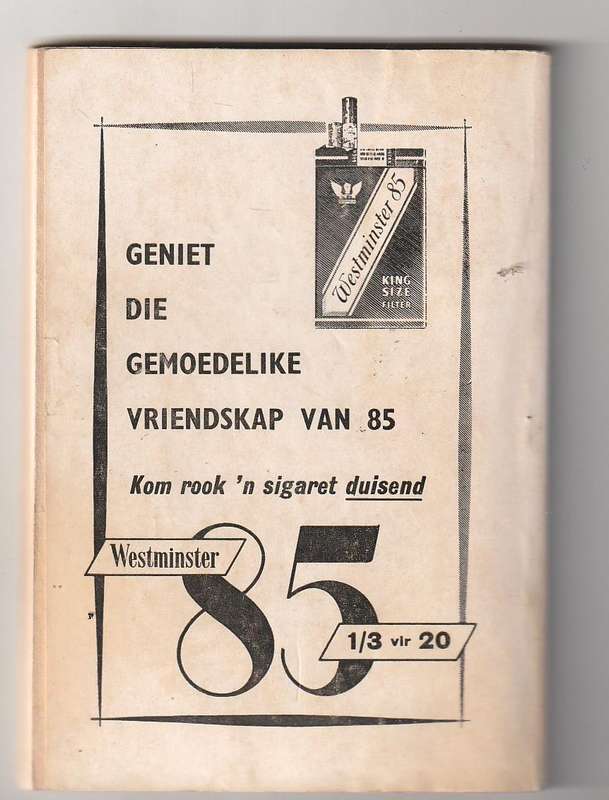 Westminster 85
KING
SIZE
FILTER
GENIET
DIE
GEMOEDELIKE
VRIENDSKAP VAN 85
Kom rook 'n sigaret duisend
Westminster
85
1/3 vir 20